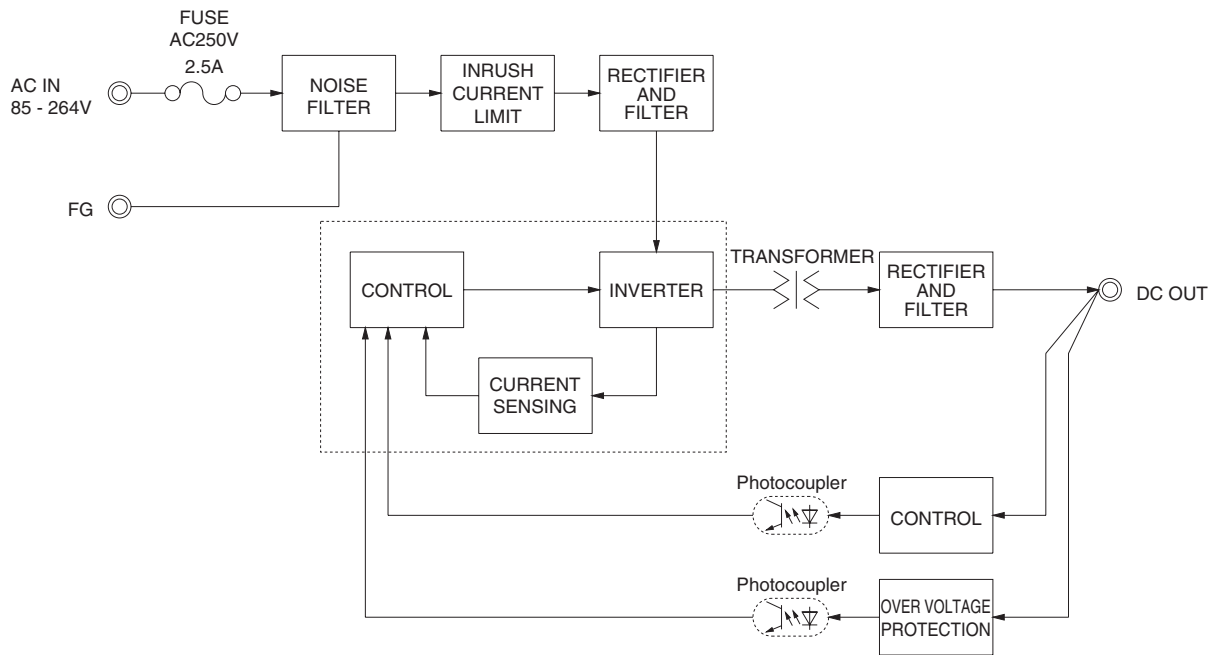 FUSE
AC250V
2.5A
AC IN
85 - 264V
NOISE
FILTER
INRUSH
CURRENT
LIMIT
RECTIFIER
AND
FILTER
FG
CONTROL
INVERTER
TRANSFORMER
RECTIFIER
AND
FILTER
DC OUT
CURRENT
SENSING
Photocoupler
CONTROL
Photocoupler
OVER VOLTAGE
PROTECTION